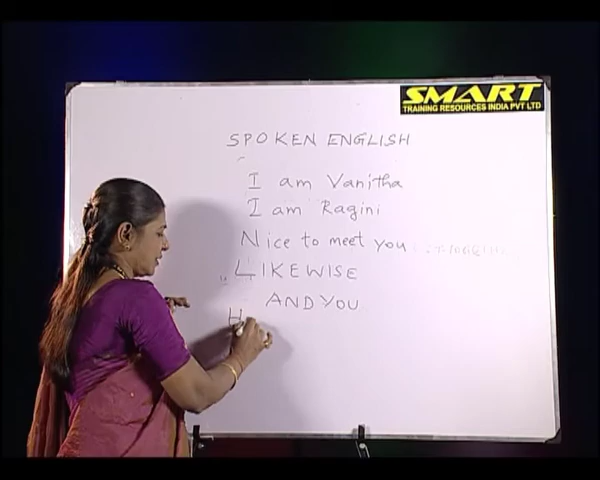 SMART
TRAINING RESOURCES INDIA PVT LTD
SPOKEN ENGLISH
I am Vanitha
I am Ragini
Nice to meet you
LIKEWISE
AND YOU
H